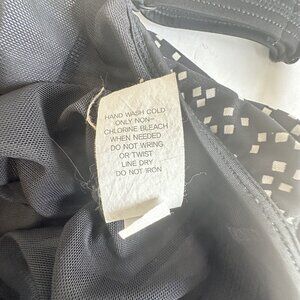 HAND WASH COLD
ONLY NON-
CHLORINE BLEACH
WHEN NEEDED
DO NOT WRING
OR TWIST
LINE DRY
DO NOT IRON